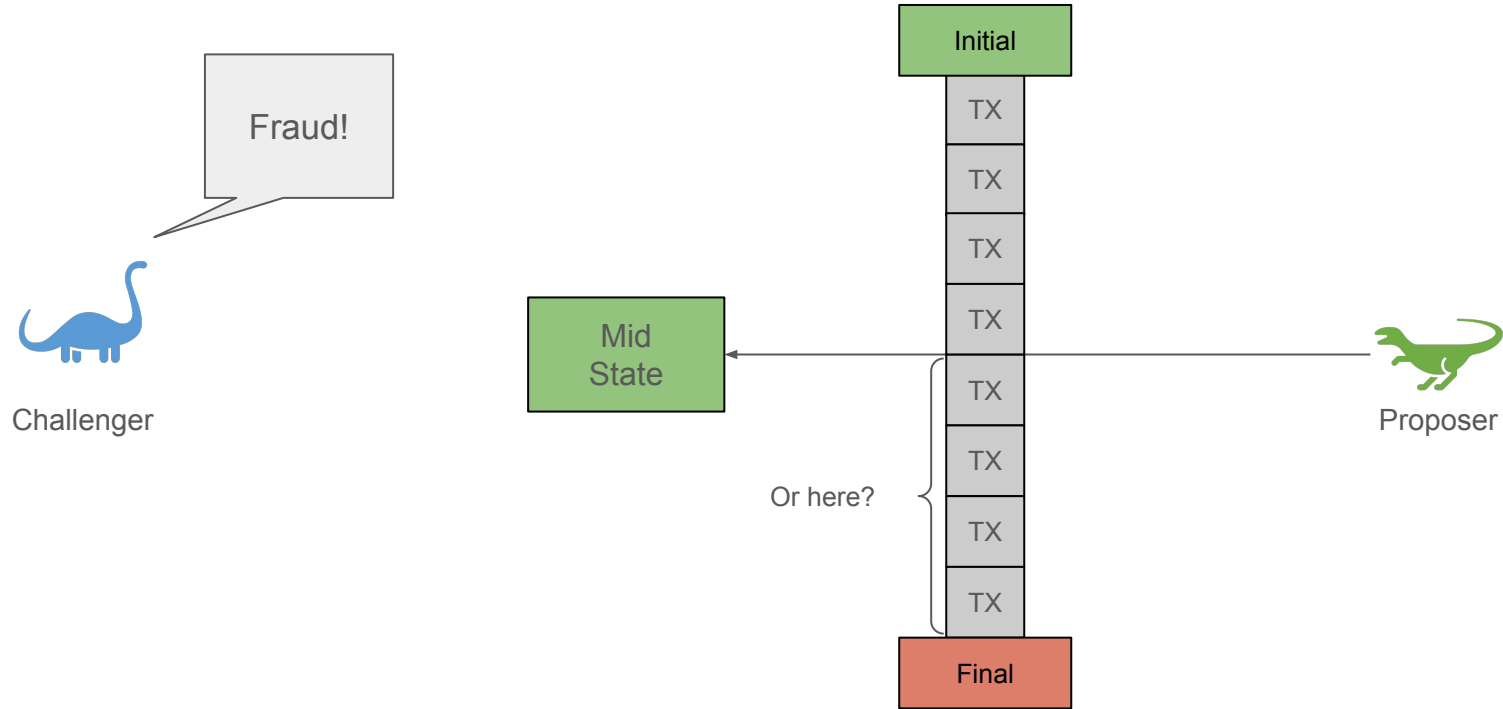 Initial
Fraud!
TX
TX
TX
TX
Mid
State
TX
Challenger
Proposer
TX
Or here?
TX
TX
Final